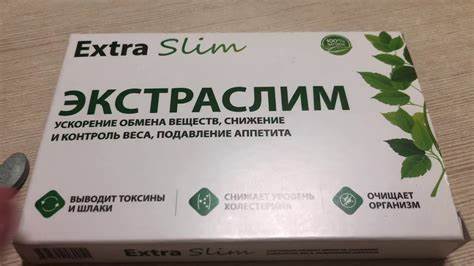 Extra Slim
100%
ЭКСТРАСЛИМ
УСКОРЕНИЕ ОБМЕНА ВЕЩЕСТВ, СНИЖЕНИЕ
И КОНТРОЛЬ ВЕСА, ПОДАВЛЕНИЕ АППЕТИТА
ВЫВОДИТ ТОКСИНЫ
И ШЛАКИ
СНИЖАЕТ УРОВЕНЬ
ХОЛЕСТЕРИНА
ОЧИЩАЕТ
ОРГАНИЗМ
Extra Slim